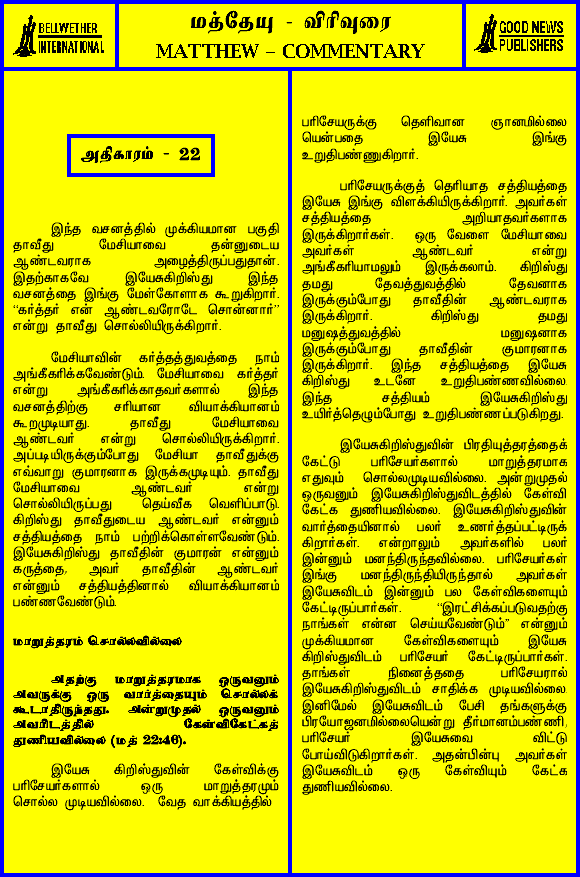 BELLWETHER
INTERNATIONAL
மத்தேயு - விரிவுரை
MATTHEW – COMMENTARY
GOOD NEWS
PUBLISHERS
அதிகாரம் - 22
இந்த வசனத்தில் முக்கியமான பகுதி
தாவீது மேசியாவை தன்னுடைய
ஆண்டவராக அழைத்திருப்பதுதான்.
இதற்காகவே இயேசுகிறிஸ்து இந்த
வசனத்தை இங்கு மேள்கோளாக கூறுகிறார்.
“கர்த்தர் என் ஆண்டவரோடே சொன்னார்”
என்று தாவீது சொல்லியிருக்கிறார்.
மேசியாவின் கர்த்தத்துவத்தை நாம்
அங்கீகரிக்கவேண்டும். மேசியாவை கர்த்தர்
என்று அங்கீகரிக்காதவர்களால் இந்த
வசனத்திற்கு சரியான வியாக்கியானம்
கூறமுடியாது. தாவீது மேசியாவை
ஆண்டவர் என்று சொல்லியிருக்கிறார்.
அப்படியிருக்கும்போது மேசியா தாவீதுக்கு
எவ்வாறு குமாரனாக இருக்கமுடியும். தாவீது
மேசியாவை ஆண்டவர் என்று
சொல்லியிருப்பது தெய்வீக வெளிப்பாடு.
கிறிஸ்து தாவீதுடைய ஆண்டவர் என்னும்
சத்தியத்தை நாம் பற்றிக்கொள்ளவேண்டும்.
இயேசுகிறிஸ்து தாவீதின் குமாரன் என்னும்
கருத்தை, அவர் தாவீதின் ஆண்டவர்
என்னும் சத்தியத்தினால் வியாக்கியானம்
பண்ணவேண்டும்.
மாறுத்தரம் சொல்லவில்லை
அதற்கு மாறுத்தரமாக ஒருவனும்
அவருக்கு ஒரு வார்த்தையும் சொல்லக்
கூடாதிருந்தது. அன்றுமுதல் ஒருவனும்
அவரிடத்தில் கேள்விகேட்கத்
துணியவில்லை (மத் 22:46).
இயேசு கிறிஸ்துவின் கேள்விக்கு
பரிசேயர்களால் ஒரு மாறுத்தரமும்
சொல்ல முடியவில்லை. வேத வாக்கியத்தில்
பரிசேயருக்கு தெளிவான ஞானமில்லை
யென்பதை இயேசு இங்கு
உறுதிபண்ணுகிறார்.
பரிசேயருக்குத் தெரியாத சத்தியத்தை
இயேசு இங்கு விளக்கியிருக்கிறார். அவர்கள்
சத்தியத்தை அறியாதவர்களாக
இருக்கிறார்கள். ஒரு வேளை மேசியாவை
அவர்கள் ஆண்டவர் என்று
அங்கீகரியாமலும் இருக்கலாம். கிறிஸ்து
தமது தேவத்துவத்தில் தேவனாக
இருக்கும்போது தாவீதின் ஆண்டவராக
இருக்கிறார். கிறிஸ்து தமது
மனுஷத்துவத்தில் மனுஷனாக
இருக்கும்போது தாவீதின் குமாரனாக
இருக்கிறார். இந்த சத்தியத்தை இயேசு
கிறிஸ்து உடனே உறுதிபண்ணவில்லை.
இந்த சத்தியம் இயேசுகிறிஸ்து
உயிர்த்தெழும்போது உறுதிபண்ணப்படுகிறது.
இயேசுகிறிஸ்துவின் பிரதியுத்தரத்தைக்
கேட்டு பரிசேயர்களால் மாறுத்தரமாக
எதுவும் சொல்லமுடியவில்லை. அன்றுமுதல்
ஒருவனும் இயேசுகிறிஸ்துவிடத்தில் கேள்வி
கேட்க துணியவில்லை. இயேசுகிறிஸ்துவின்
வார்த்தையினால் பலர் உணர்த்தப்பட்டிருக்
கிறார்கள். என்றாலும் அவர்களில் பலர்
இன்னும் மனந்திருந்தவில்லை. பரிசேயர்கள்
இங்கு மனந்திருந்தியிருந்தால் அவர்கள்
இயேசுவிடம் இன்னும் பல கேள்விகளையும்
கேட்டிருப்பார்கள். “இரட்சிக்கப்படுவதற்கு
நாங்கள் என்ன செய்யவேண்டும்” என்னும்
முக்கியமான கேள்விகளையும் இயேசு
கிறிஸ்துவிடம் பரிசேயர் கேட்டிருப்பார்கள்.
தாங்கள் நினைத்ததை பரிசேயரால்
இயேசுகிறிஸ்துவிடம் சாதிக்க முடியவில்லை.
இனிமேல் இயேசுவிடம் பேசி தங்களுக்கு
பிரயோஜனமில்லையென்று தீர்மானம்பண்ணி,
பரிசேயர் இயேசுவை விட்டு
போய்விடுகிறார்கள். அதன்பின்பு அவர்கள்
இயேசுவிடம் ஒரு கேள்வியும் கேட்க
துணியவில்லை.